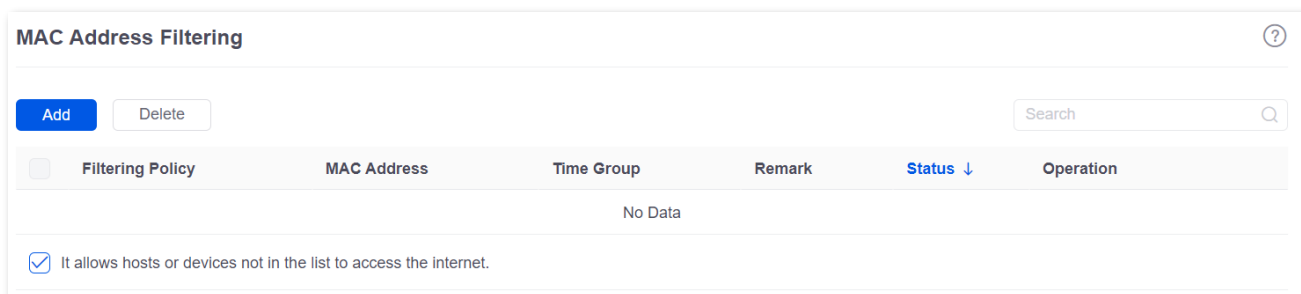 MAC Address Filtering
Add Delete Search
Filtering Policy MAC Address Time Group Remark Status ↓ Operation
No Data
It allows hosts or devices not in the list to access the internet.